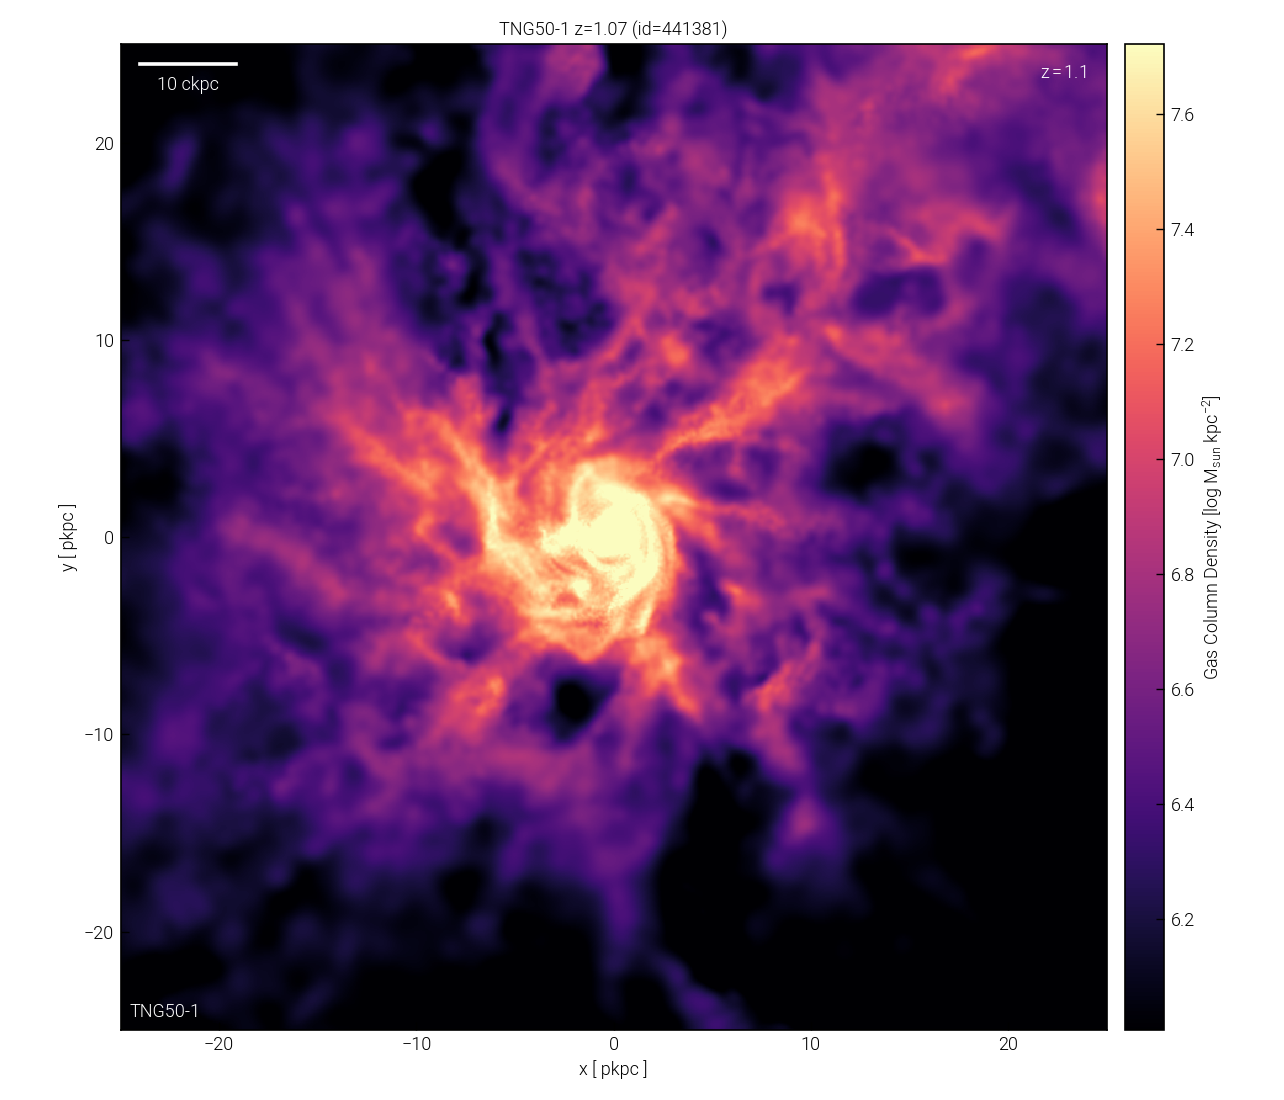 TNG50-1 z=1.07 (id=441381)
10 ckpc
z=1.1
20
10
0
−10
−20
y [ pkpc ]
TNG50-1
−20
−10
0
10
20
x [ pkpc ]
7.6
7.4
7.2
7.0
6.8
6.6
6.4
6.2
Gas Column Density [log M_sun kpc^−2]